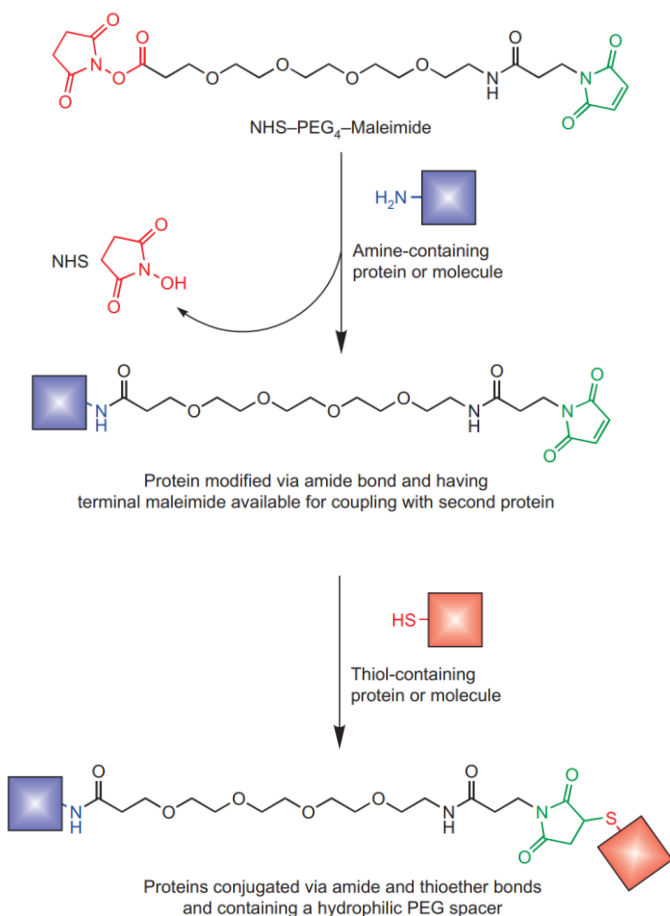 O
O
N
O
O
O
O
O
O
N
H
O
N
O
O
NHS–PEG4–Maleimide
H2N
NHS
O
N
OH
O
Amine-containing
protein or molecule
O
N
H
O
O
O
O
N
H
O
N
O
O
Protein modified via amide bond and having
terminal maleimide available for coupling with second protein
HS
Thiol-containing
protein or molecule
O
N
H
O
O
O
O
N
H
O
N
O
O
S
Proteins conjugated via amide and thioether bonds
and containing a hydrophilic PEG spacer